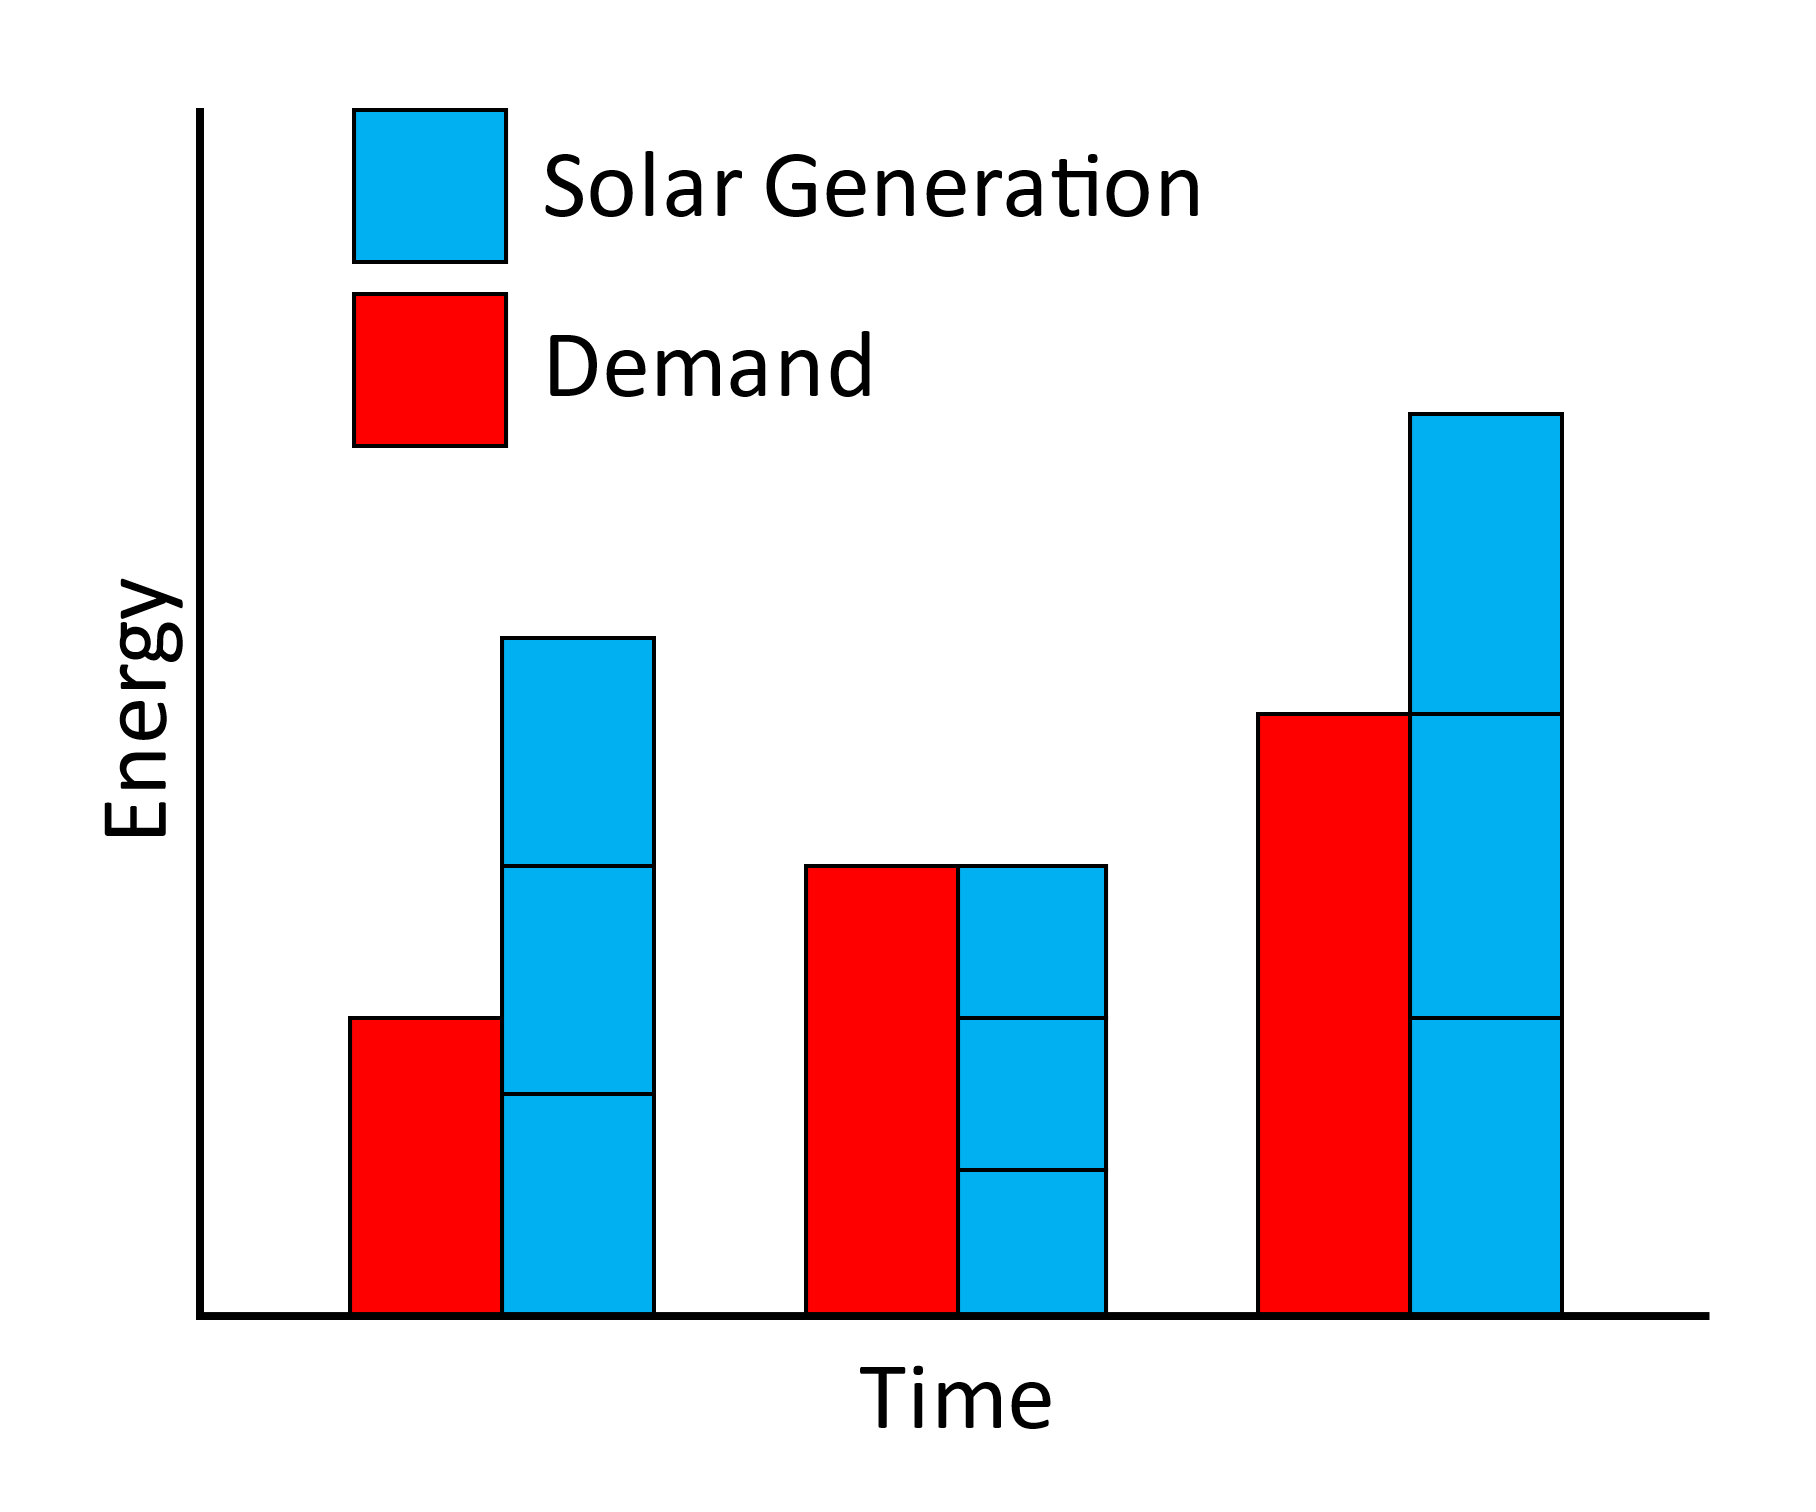 Solar Generation
Demand
Energy
Time